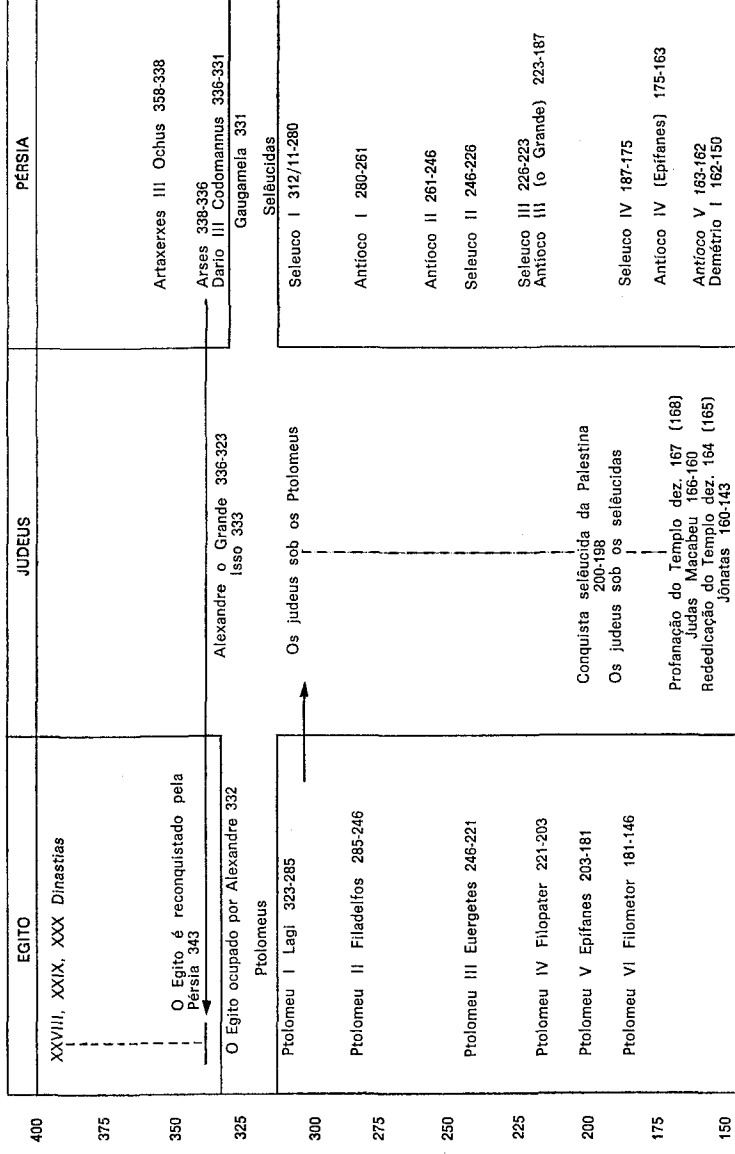 EGITO
JUDEUS
PÉRSIA
400
375
350
325
300
275
250
225
200
175
150
XXVIII, XXIX, XXX Dinastias
O Egito é reconquistado pela
Pérsia 343
O Egito ocupado por Alexandre 332
Ptolomeus
Ptolomeu I Lagi 323-285
Ptolomeu II Filadelfos 285-246
Ptolomeu III Euergetes 246-221
Ptolomeu IV Filopater 221-203
Ptolomeu V Epífanes 203-181
Ptolomeu VI Filometor 181-146
Alexandre o Grande 336-323
Isso 333
Os judeus sob os Ptolomeus
Conquista selêucida da Palestina
200-198
Os judeus sob os selêucidas
Profanação do Templo dez. 167 (168)
Judas Macabeu 166-160
Rededicação do Templo dez. 164 (165)
Jônatas 160-143
Artaxerxes III Ochus 358-338
Arses 338-336
Dario III Codomannus 336-331
Gaugamela 331
Selêucidas
Seleuco I 312/11-280
Antíoco I 280-261
Antíoco II 261-246
Seleuco II 246-226
Seleuco III 226-223
Antíoco III (o Grande) 223-187
Seleuco IV 187-175
Antíoco IV (Epífanes) 175-163
Antíoco V 163-162
Demétrio I 162-150